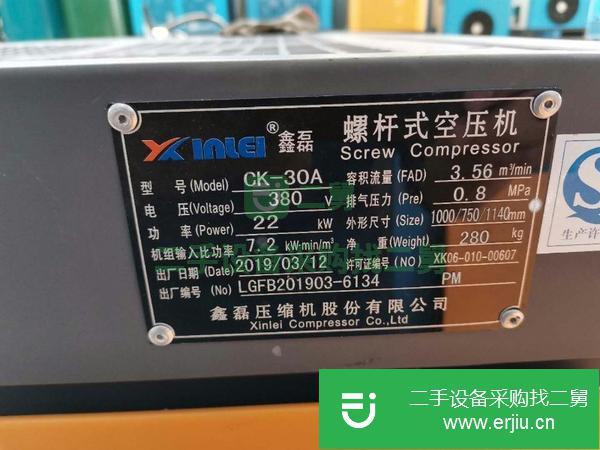 XINLEI® 鑫磊 螺杆式空压机
Screw Compressor
型 号(Model) CK-30A 容积流量(FAD) 3.56 m³/min
电 压(Voltage) 380 V 排气压力(Pre) 0.8 MPa
功 率(Power) 22 kW 外形尺寸(Size) 1000/750/1140mm
机组输入比功率 7.2 kW·min/m³ 净 重(Weight) 280 kg
出厂日期(Date) 2019/03/12 许可证编号(NO) XK06-010-00607
出厂编号(No) LGFB201903-6134 PM
鑫磊压缩机股份有限公司
Xinlei Compressor Co.,Ltd
生产许
二手设备采购找二舅
www.erjiu.cn